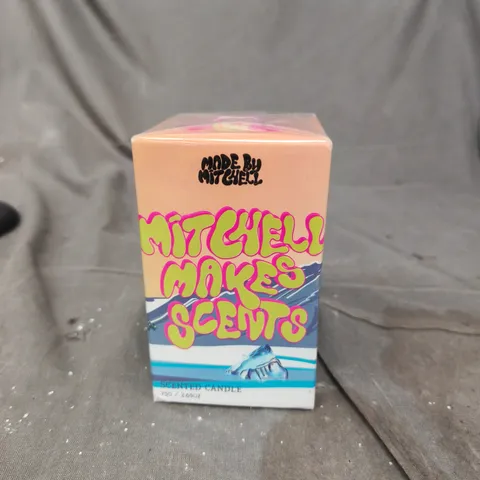 MADE BY
MITCHELL
MITCHELL
MAKES
SCENTS
SCENTED CANDLE